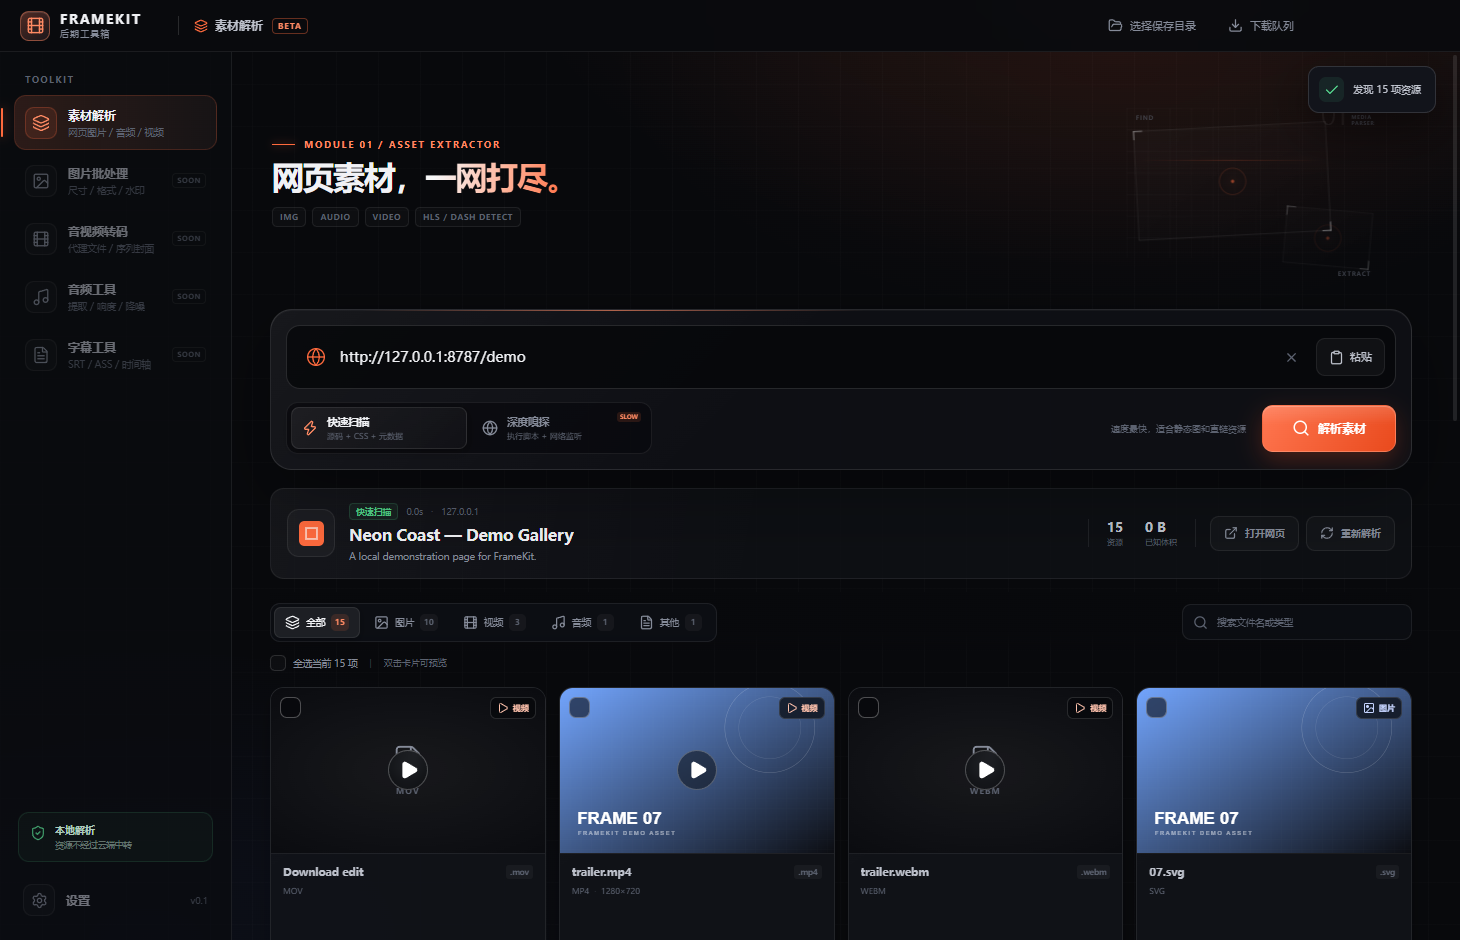 FRAMEKIT
后期工具箱
素材解析 BETA
选择保存目录
下载队列
发现 15 项资源
TOOLKIT
素材解析
网页图片 / 音频 / 视频
图片批处理
尺寸 / 格式 / 水印
SOON
音视频转码
代理文件 / 序列封面
SOON
音频工具
提取 / 响度 / 降噪
SOON
字幕工具
SRT / ASS / 时间轴
SOON
本地解析
资源不经过云端中转
设置
v0.1
FIND
01 MEDIA
PARSER
EXTRACT
MODULE 01 / ASSET EXTRACTOR
网页素材，一网打尽。
IMG AUDIO VIDEO HLS / DASH DETECT
http://127.0.0.1:8787/demo
粘贴
快速扫描
源码 + CSS + 元数据
深度嗅探
SLOW
执行脚本 + 网络监听
速度最快，适合静态图和直链资源
解析素材
快速扫描 0.0s · 127.0.0.1
Neon Coast — Demo Gallery
A local demonstration page for FrameKit.
15
资源
0 B
已知体积
打开网页
重新解析
全部 15
图片 10
视频 3
音频 1
其他 1
搜索文件名或类型
全选当前 15 项
双击卡片可预览
视频
MOV
Download edit
.mov
MOV
视频
FRAME 07
FRAMEKIT DEMO ASSET
trailer.mp4
.mp4
MP4 · 1280×720
视频
WEBM
trailer.webm
.webm
WEBM
图片
FRAME 07
FRAMEKIT DEMO ASSET
07.svg
.svg
SVG